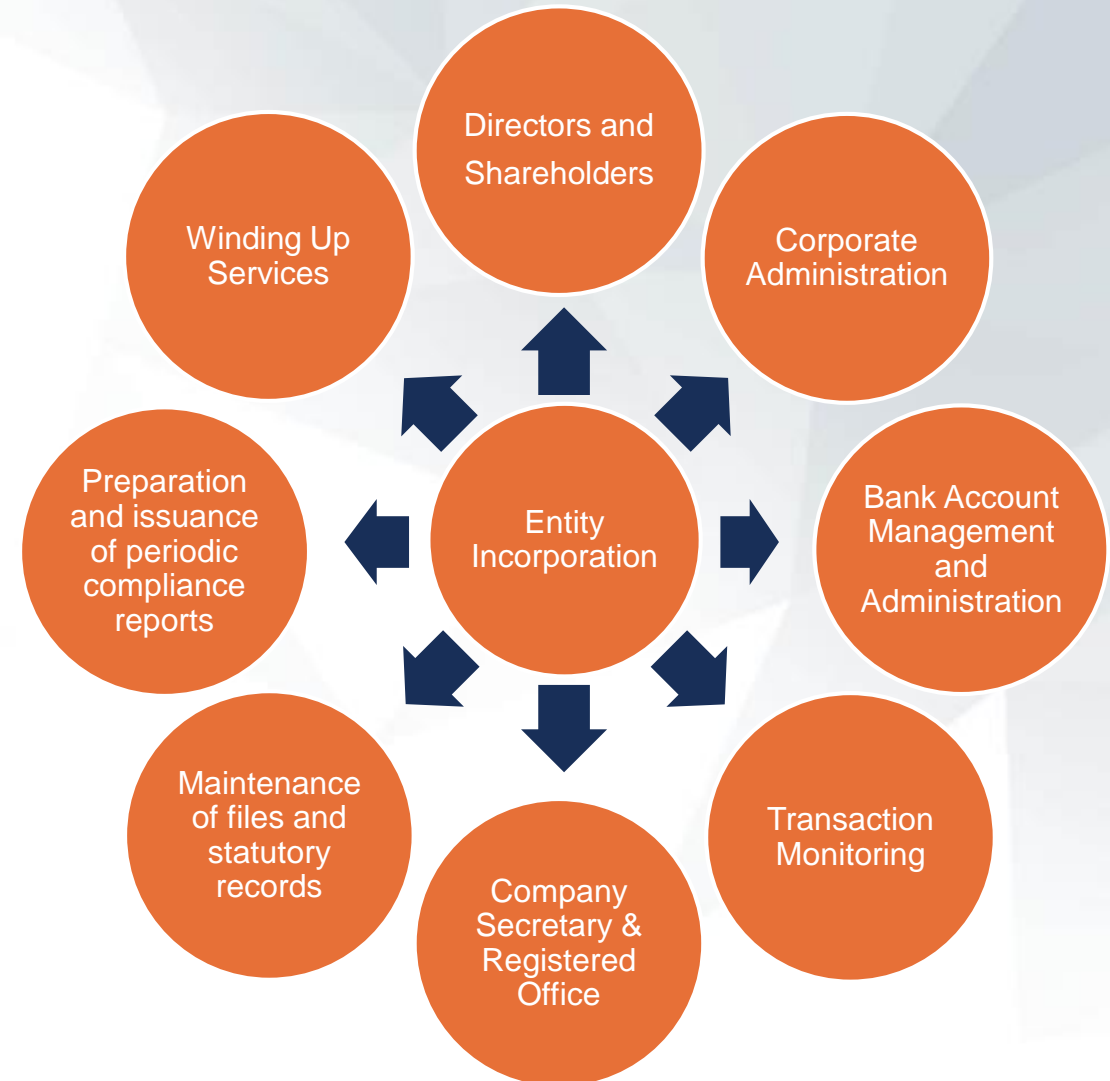 Directors and
Shareholders
Corporate
Administration
Bank Account
Management
and
Administration
Transaction
Monitoring
Company
Secretary &
Registered
Office
Maintenance
of files and
statutory
records
Preparation
and issuance
of periodic
compliance
reports
Winding Up
Services
Entity
Incorporation